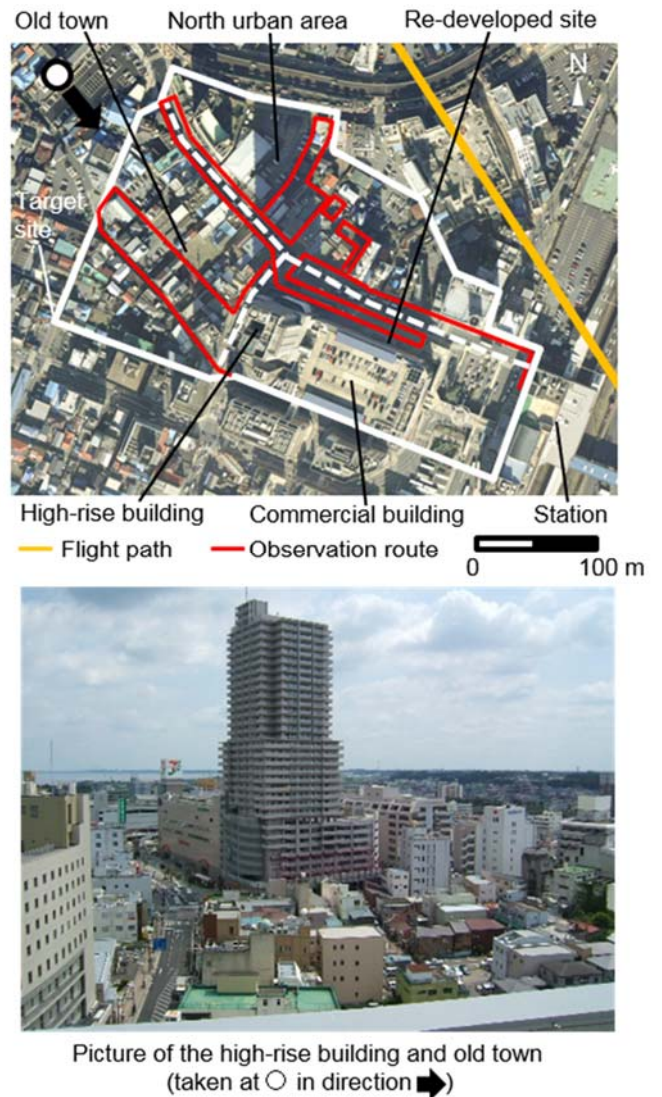 Old town North urban area Re-developed site
N
Target
site
High-rise building Commercial building Station
Flight path Observation route
0 100 m
Picture of the high-rise building and old town
(taken at in direction )